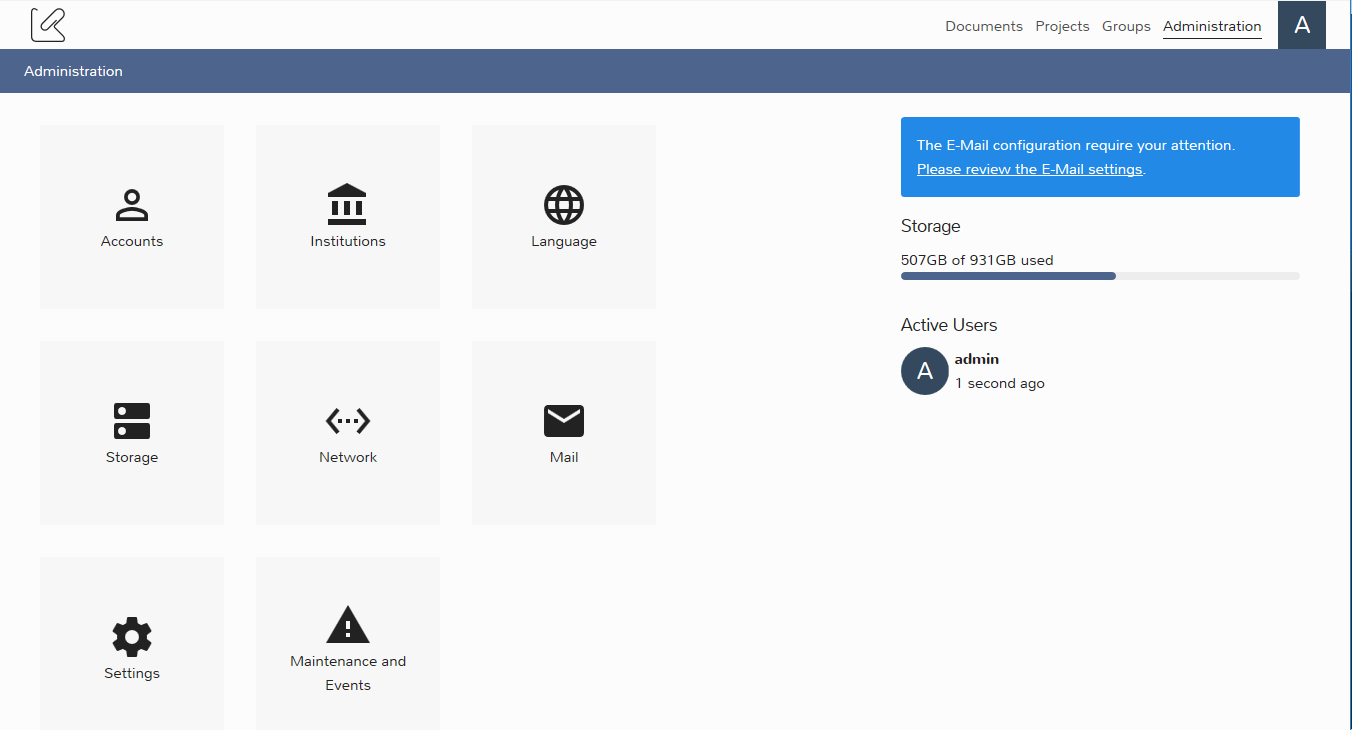 Documents Projects Groups Administration A
Administration
Accounts Institutions Language
Storage Network Mail
Settings Maintenance and
Events
The E-Mail configuration require your attention.
Please review the E-Mail settings.
Storage
507GB of 931GB used
Active Users
A admin
1 second ago